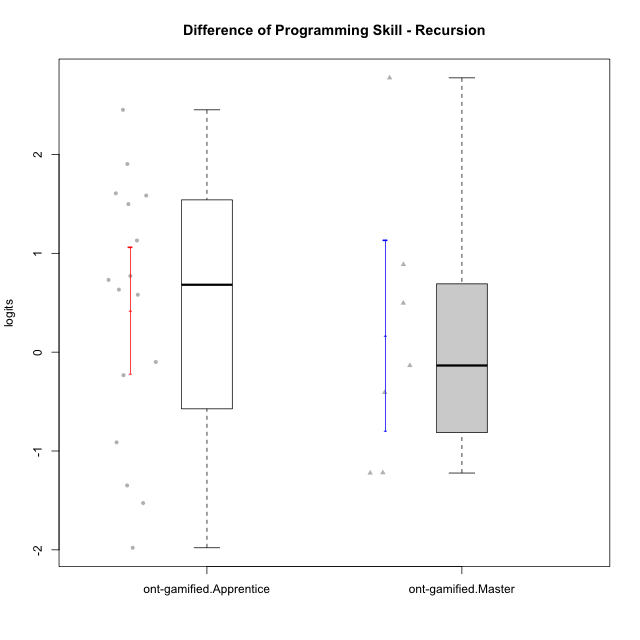 Difference of Programming Skill - Recursion
logits
2
1
0
-1
-2
ont-gamified.Apprentice
ont-gamified.Master